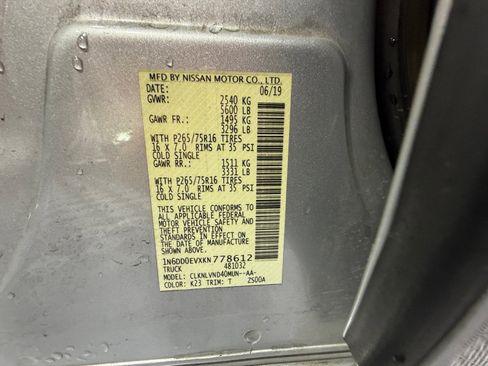 MFD BY NISSAN MOTOR CO., LTD.
DATE: 06/19
GVWR: 2540 KG
5600 LB
GAWR FR.: 1495 KG
3296 LB
WITH P265/75R16 TIRES
16 X 7.0 RIMS AT 35 PSI
COLD SINGLE
GAWR RR.: 1511 KG
3331 LB
WITH P265/75R16 TIRES
16 X 7.0 RIMS AT 35 PSI
COLD SINGLE
THIS VEHICLE CONFORMS TO
ALL APPLICABLE FEDERAL
MOTOR VEHICLE SAFETY
AND THEFT PREVENTION
STANDARDS IN EFFECT ON
THE DATE OF MANUFACTURE
SHOWN ABOVE.
1N6DD0EVXKN778612
TRUCK 481032
MODEL: CLKNLVND40MUN--AA-
COLOR: K23 TRIM: T ZSD0A